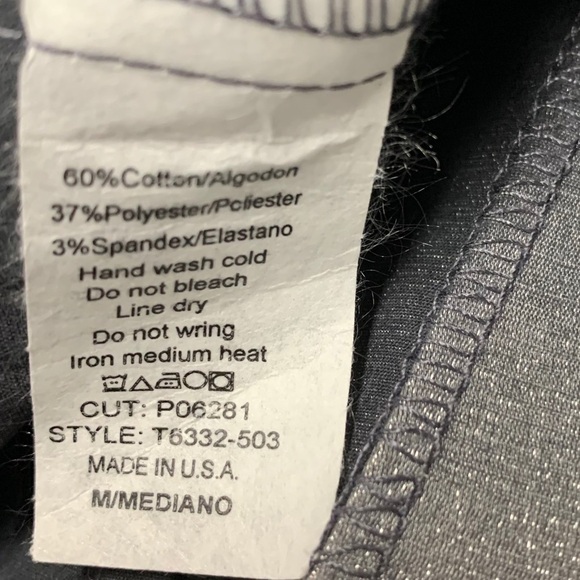 60%Cotton/Algodon
37%Polyester/Poliester
3%Spandex/Elastano
Hand wash cold
Do not bleach
Line dry
Do not wring
Iron medium heat
CUT: P06281
STYLE: T6332-503
MADE IN U.S.A.
M/MEDIANO